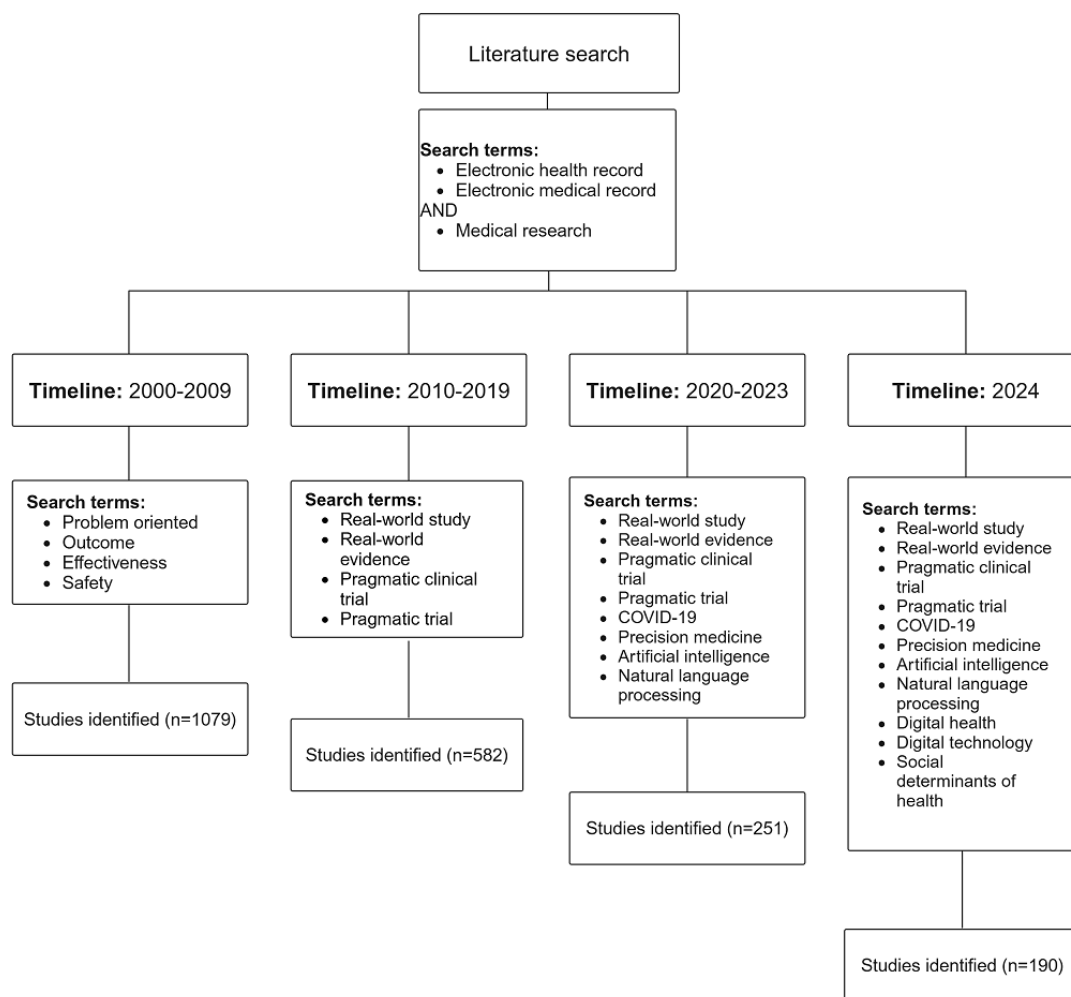 Literature search
Search terms:
• Electronic health record
• Electronic medical record
AND
• Medical research
Timeline: 2000-2009
Search terms:
• Problem oriented
• Outcome
• Effectiveness
• Safety
Studies identified (n=1079)
Timeline: 2010-2019
Search terms:
• Real-world study
• Real-world
evidence
• Pragmatic clinical
trial
• Pragmatic trial
Studies identified (n=582)
Timeline: 2020-2023
Search terms:
• Real-world study
• Real-world evidence
• Pragmatic clinical
trial
• Pragmatic trial
• COVID-19
• Precision medicine
• Artificial intelligence
• Natural language
processing
Studies identified (n=251)
Timeline: 2024
Search terms:
• Real-world study
• Real-world evidence
• Pragmatic clinical
trial
• Pragmatic trial
• COVID-19
• Precision medicine
• Artificial intelligence
• Natural language
processing
• Digital health
• Digital technology
• Social
determinants of
health
Studies identified (n=190)